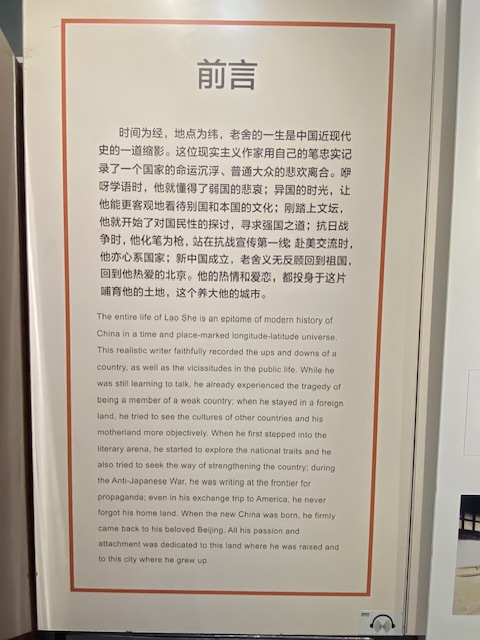 前言
时间为经，地点为纬，老舍的一生是中国近现代
史的一道缩影。这位现实主义作家用自己的笔忠实记
录了一个国家的命运沉浮、普通大众的悲欢离合。咿
呀学语时，他就懂得了弱国的悲哀；异国的时光，让
他能更客观地看待别国和本国的文化；刚踏上文坛，
他就开始了对国民性的探讨，寻求强国之道；抗日战
争时，他化笔为枪，站在抗战宣传第一线；赴美交流时，
他亦心系国家；新中国成立，老舍义无反顾回到祖国，
回到他热爱的北京。他的热情和爱恋，都投身于这片
哺育他的土地，这个养大他的城市。
The entire life of Lao She is an epitome of modern history of
China in a time and place-marked longitude-latitude universe.
This realistic writer faithfully recorded the ups and downs of a
country, as well as the vicissitudes in the public life. While he
was still learning to talk, he already experienced the tragedy of
being a member of a weak country; when he stayed in a foreign
land, he tried to see the cultures of other countries and his
motherland more objectively. When he first stepped into the
literary arena, he started to explore the national traits and he
also tried to seek the way of strengthening the country; during
the Anti-Japanese War, he was writing at the frontier for
propaganda; even in his exchange trip to America, he never
forgot his home land. When the new China was born, he firmly
came back to his beloved Beijing. All his passion and
attachment was dedicated to this land where he was raised and
to this city where he grew up.